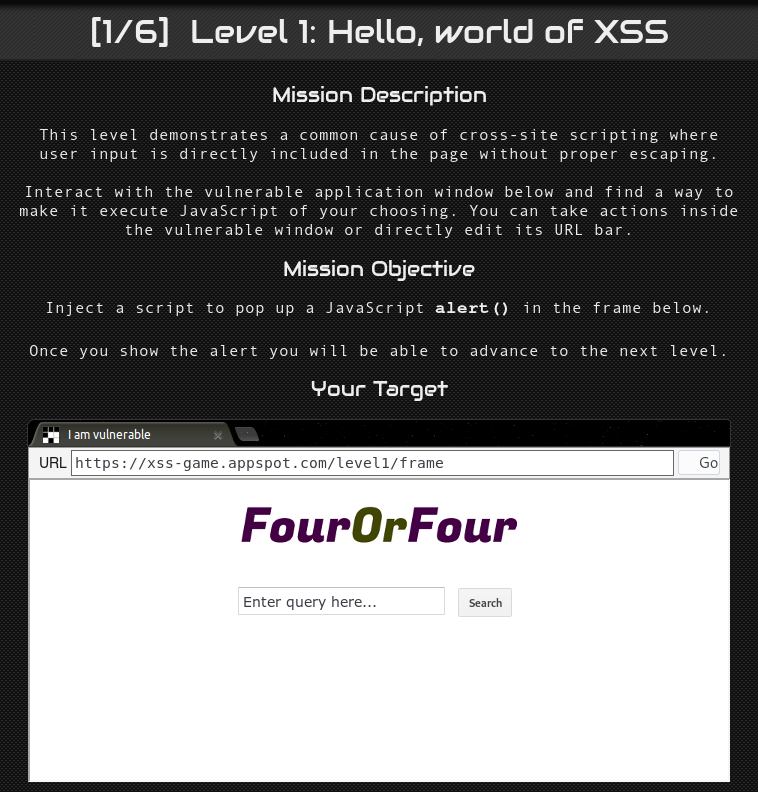 [1/6] Level 1: Hello, world of XSS
Mission Description
This level demonstrates a common cause of cross-site scripting where
user input is directly included in the page without proper escaping.
Interact with the vulnerable application window below and find a way to
make it execute JavaScript of your choosing. You can take actions inside
the vulnerable window or directly edit its URL bar.
Mission Objective
Inject a script to pop up a JavaScript alert() in the frame below.
Once you show the alert you will be able to advance to the next level.
Your Target
I am vulnerable
URL https://xss-game.appspot.com/level1/frame Go
FourOrFour
Enter query here... Search